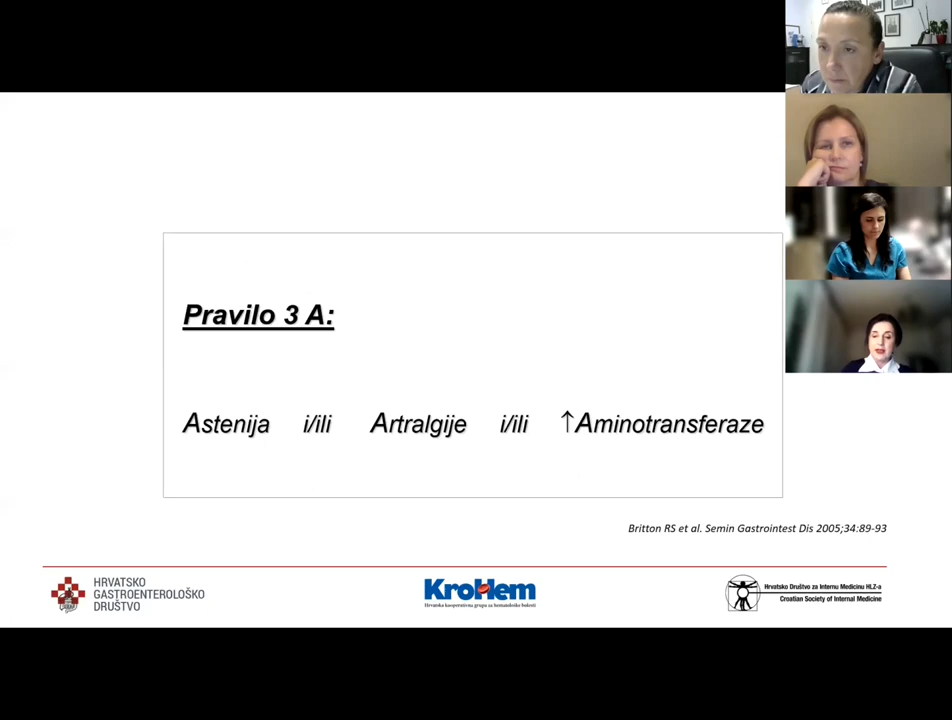 Pravilo 3 A:
Astenija i/ili Artralgije i/ili ↑Aminotransferaze
Britton RS et al. Semin Gastrointest Dis 2005;34:89-93
HRVATSKO
GASTROENTEROLOŠKO
DRUŠTVO
KroHem
Hrvatska kooperativna grupa za hematološke bolesti
Hrvatsko Društvo za Internu Medicinu HLZ-a
Croatian Society of Internal Medicine